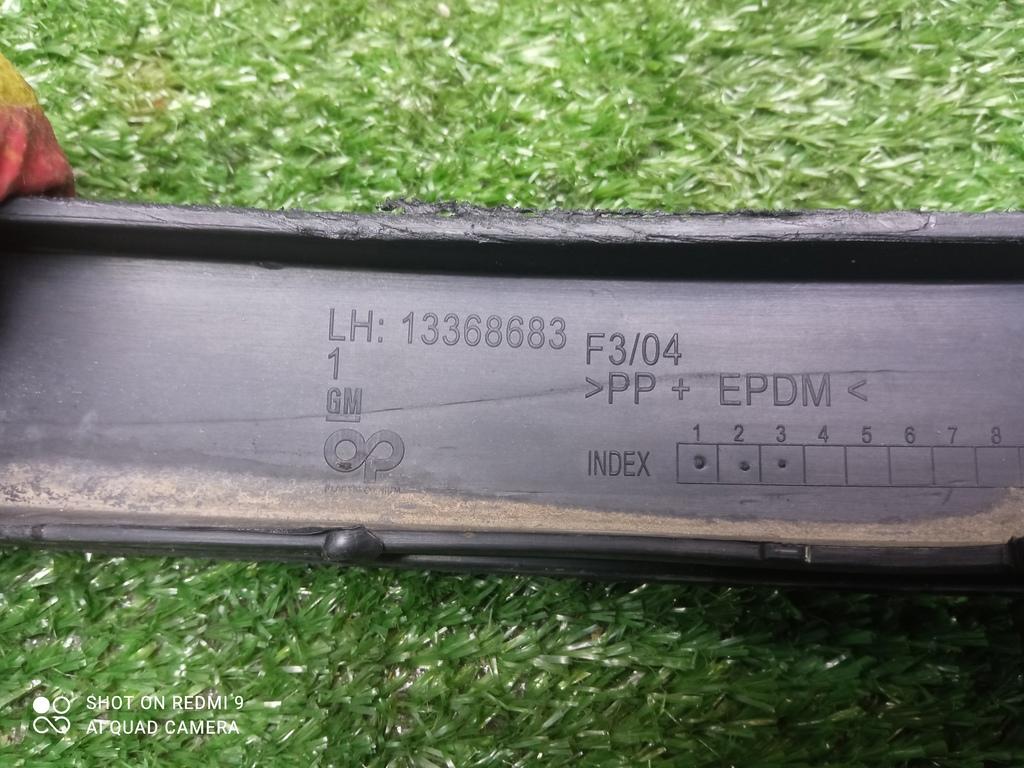 LH: 13368683
1
GM
F3/04
>PP + EPDM <
1 2 3 4 5 6 7 8
INDEX
SHOT ON REDMI 9
AI QUAD CAMERA